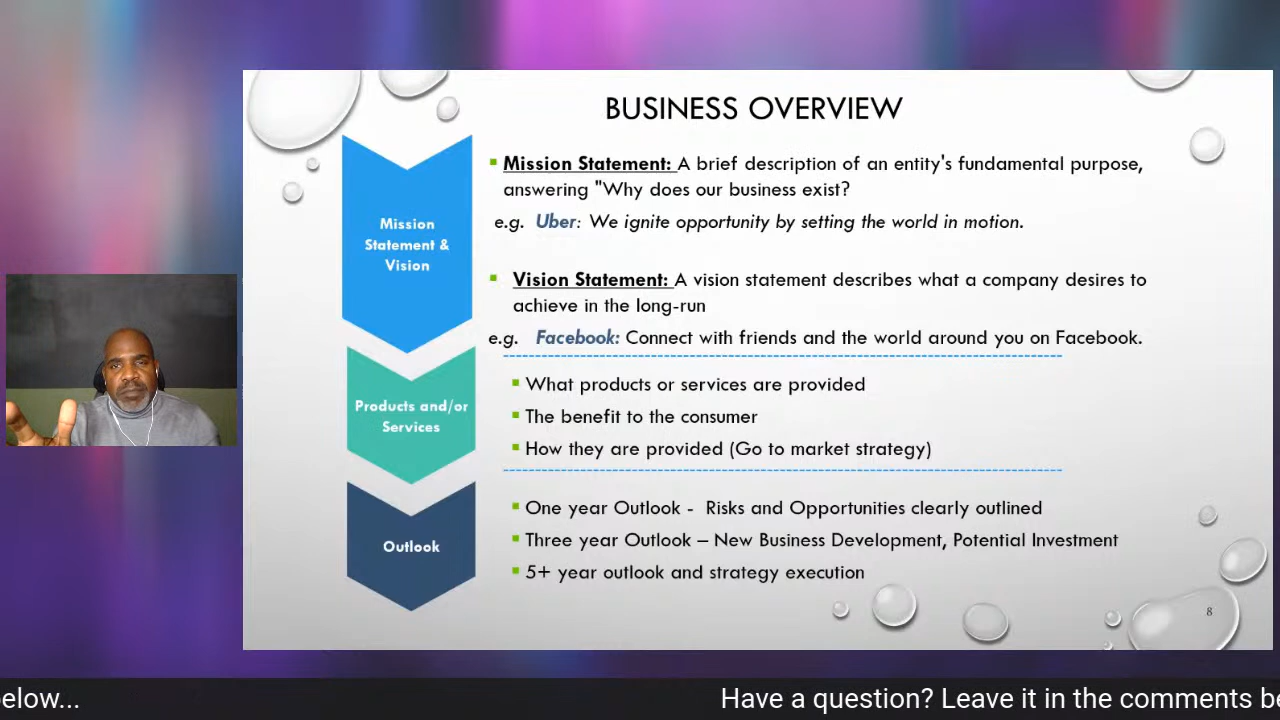 BUSINESS OVERVIEW
Mission
Statement &
Vision
Mission Statement: A brief description of an entity's fundamental purpose,
answering "Why does our business exist?
e.g. Uber: We ignite opportunity by setting the world in motion.
Vision Statement: A vision statement describes what a company desires to
achieve in the long-run
e.g. Facebook: Connect with friends and the world around you on Facebook.
Products and/or
Services
What products or services are provided
The benefit to the consumer
How they are provided (Go to market strategy)
Outlook
One year Outlook - Risks and Opportunities clearly outlined
Three year Outlook – New Business Development, Potential Investment
5+ year outlook and strategy execution
8
elow... Have a question? Leave it in the comments be